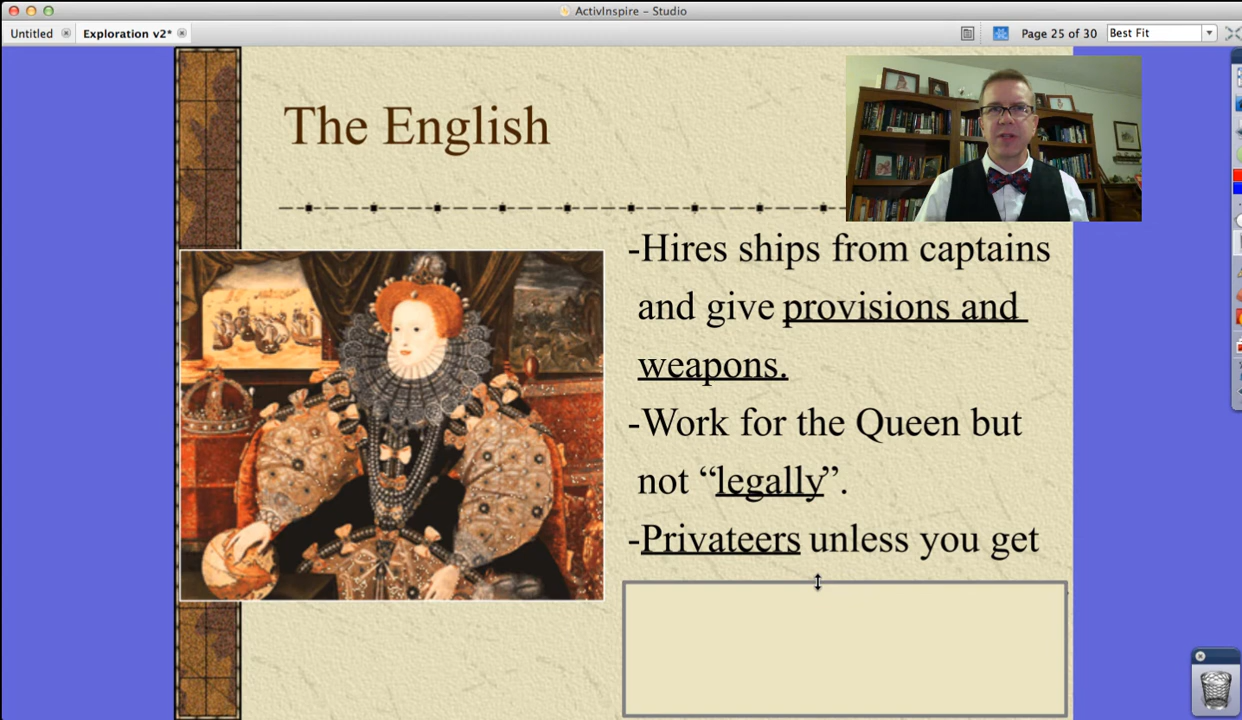 ActivInspire – Studio
Untitled
Exploration v2*
Page 25 of 30
Best Fit
The English
-Hires ships from captains
and give provisions and
weapons.
-Work for the Queen but
not “legally”.
-Privateers unless you get